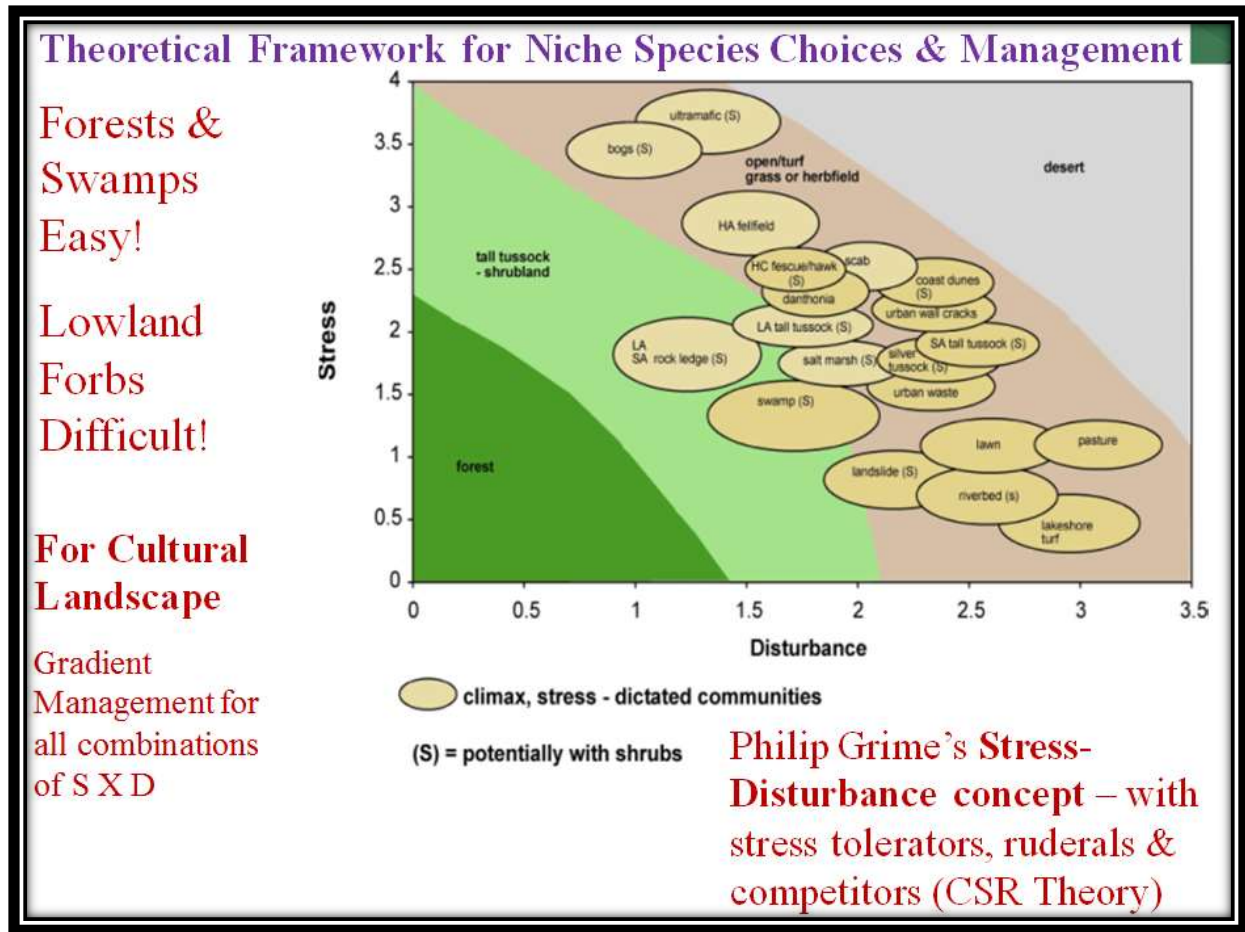 Theoretical Framework for Niche Species Choices & Management
Forests &
Swamps
Easy!
Lowland
Forbs
Difficult!
For Cultural
Landscape
Gradient
Management for
all combinations
of S X D
Stress
4
3.5
3
2.5
2
1.5
1
0.5
0
0
0.5
1
1.5
2
2.5
3
3.5
Disturbance
ultramafic (S)
bogs (S)
open/turf
grass or herbfield
desert
HA fellfield
tall tussock
- shrubland
HC fescue/hawk
(S)
scab
coast dunes
(S)
danthonia
urban wall cracks
LA tall tussock (S)
SA tall tussock (S)
LA
SA rock ledge (S)
salt marsh (S)
silver
tussock (S)
urban waste
swamp (S)
lawn
pasture
forest
landslide (S)
riverbed (s)
lakeshore
turf
climax, stress - dictated communities
(S) = potentially with shrubs
Philip Grime’s Stress-
Disturbance concept – with
stress tolerators, ruderals &
competitors (CSR Theory)